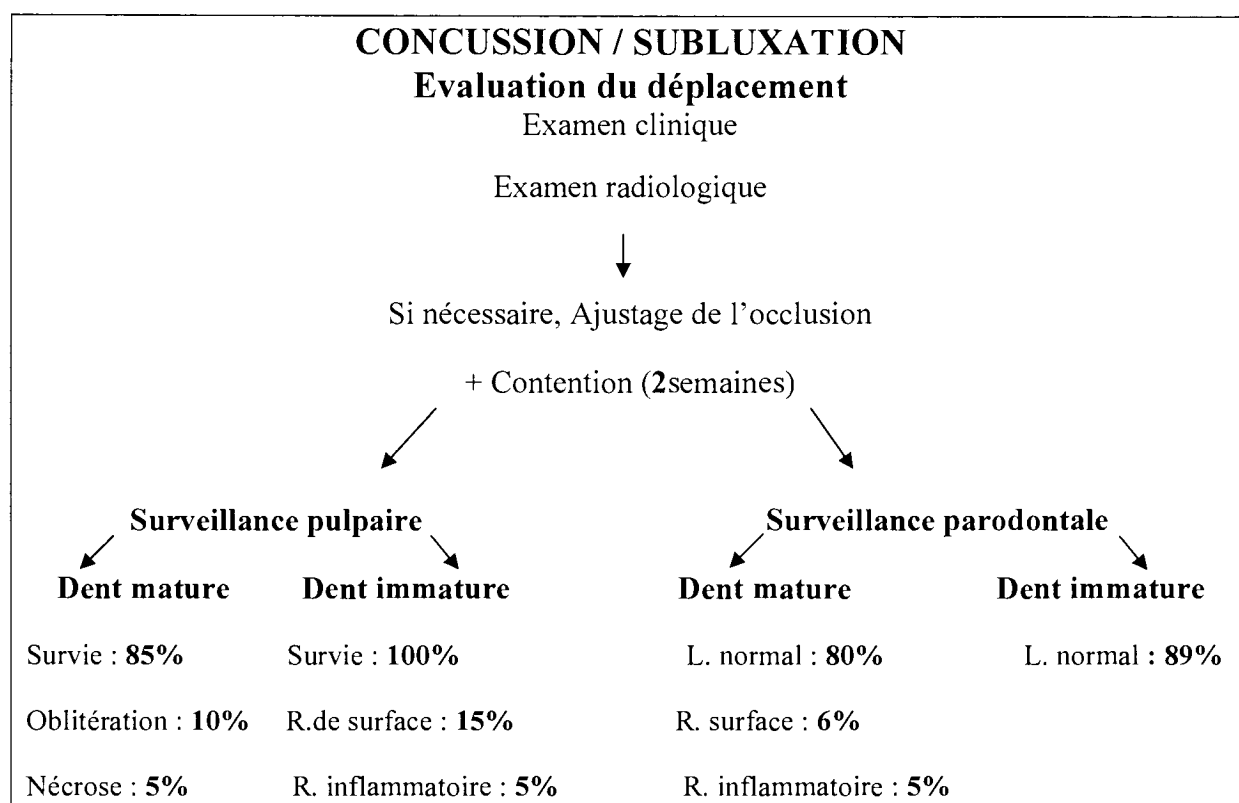 CONCUSSION / SUBLUXATION
Evaluation du déplacement
Examen clinique
Examen radiologique
Si nécessaire, Ajustage de l'occlusion
+ Contention (2semaines)
Surveillance pulpaire Surveillance parodontale
Dent mature Dent immature Dent mature Dent immature
Survie : 85% Survie : 100% L. normal : 80% L. normal : 89%
Oblitération : 10% R.de surface : 15% R. surface : 6%
Nécrose : 5% R. inflammatoire : 5% R. inflammatoire : 5%